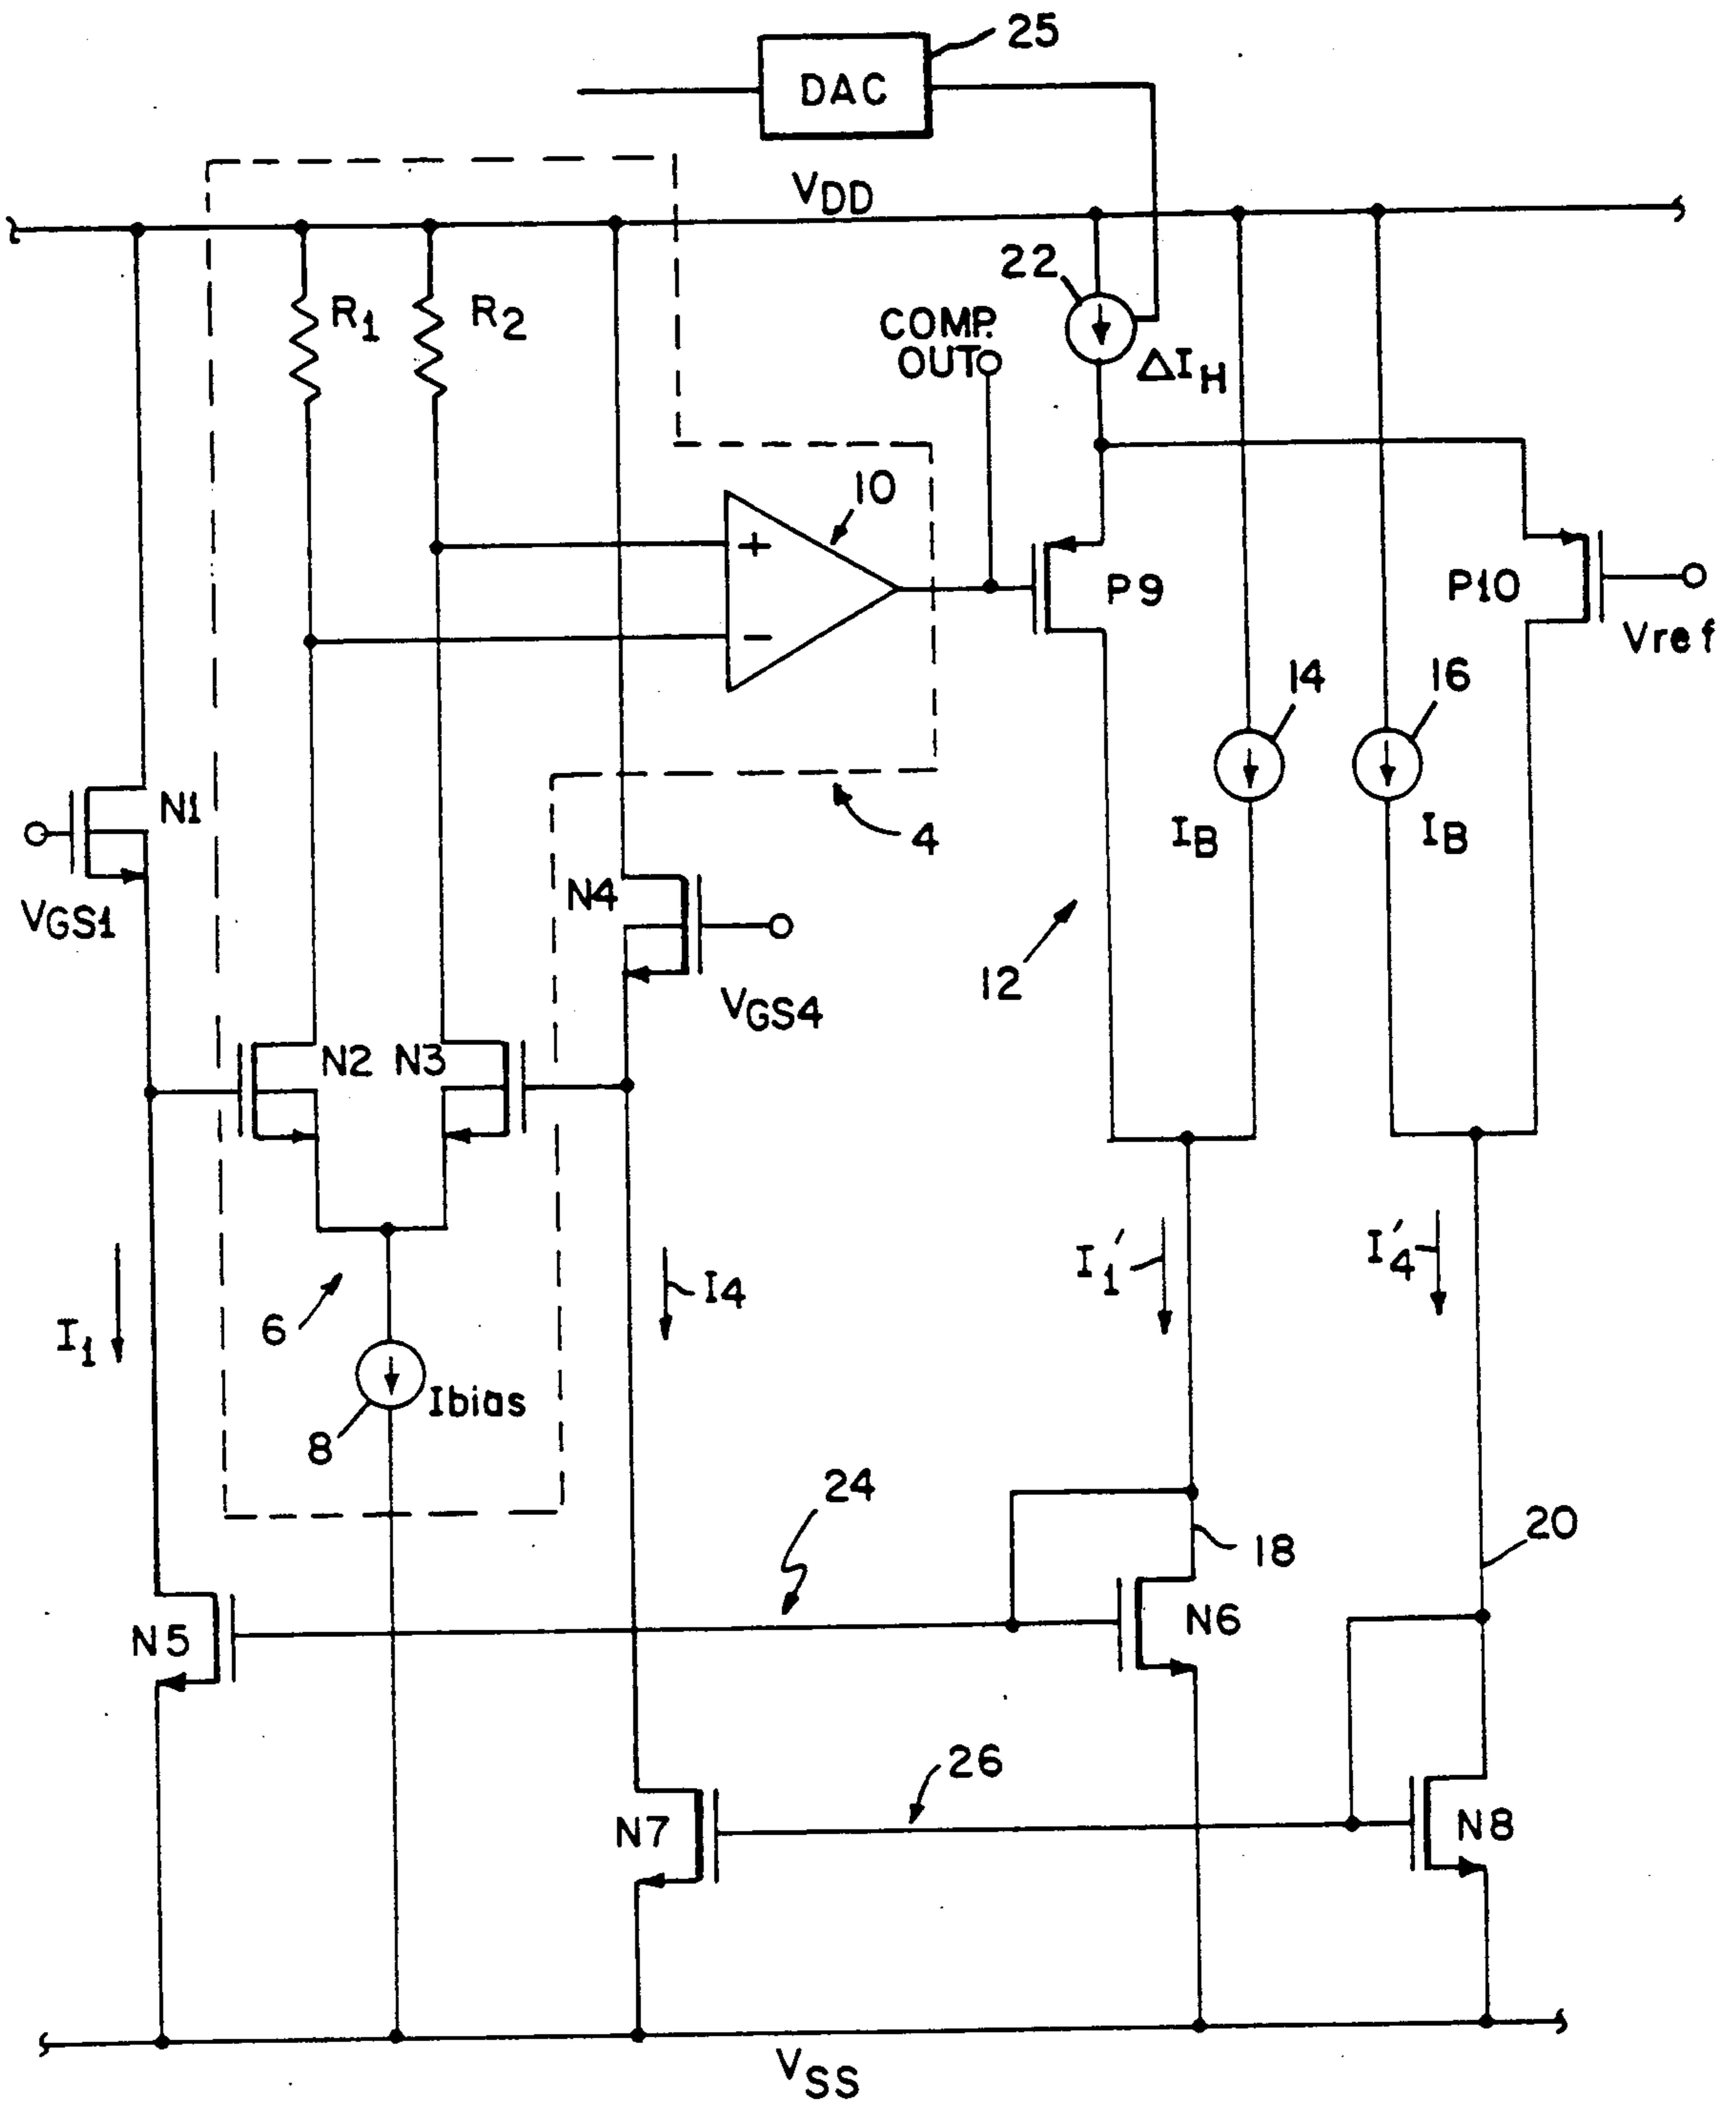 25
DAC
VDD
22
R1
R2
COMP.
OUT
ΔIH
10
+
P9
P10
−
Vref
14
16
N1
4
IB
IB
N4
VGS1
12
VGS4
N2
N3
I1'
I4'
6
I4
I1
Ibias
8
24
18
20
N5
N6
26
N7
N8
VSS